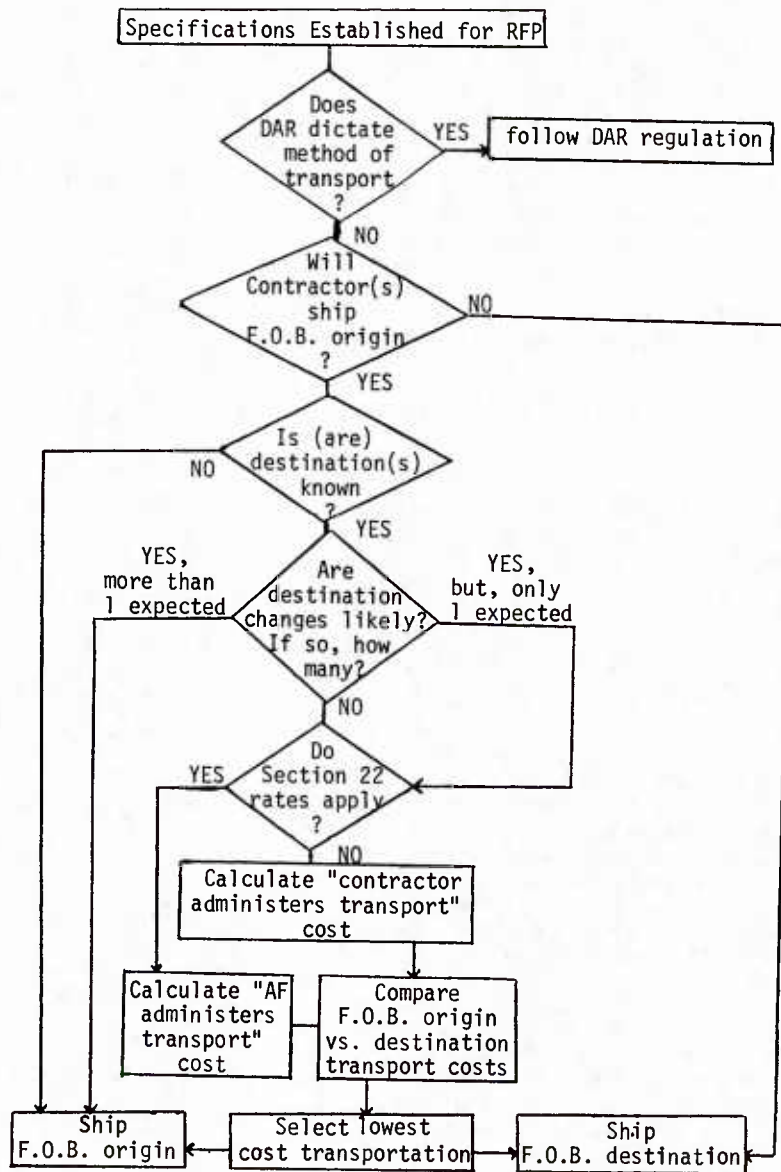 Specifications Established for RFP
Does
DAR dictate
method of
transport
?
YES
follow DAR regulation
NO
Will
Contractor(s)
ship
F.O.B. origin
?
NO
YES
Is (are)
destination(s)
known
?
NO
YES
YES,
more than
1 expected
Are
destination
changes likely?
If so, how
many?
YES,
but, only
1 expected
NO
Do
Section 22
rates apply
?
YES
NO
Calculate "contractor
administers transport"
cost
Calculate "AF
administers
transport"
cost
Compare
F.O.B. origin
vs. destination
transport costs
Ship
F.O.B. origin
Select lowest
cost transportation
Ship
F.O.B. destination